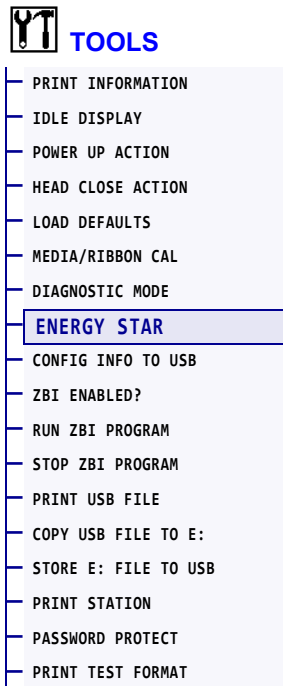 TOOLS
PRINT INFORMATION
IDLE DISPLAY
POWER UP ACTION
HEAD CLOSE ACTION
LOAD DEFAULTS
MEDIA/RIBBON CAL
DIAGNOSTIC MODE
ENERGY STAR
CONFIG INFO TO USB
ZBI ENABLED?
RUN ZBI PROGRAM
STOP ZBI PROGRAM
PRINT USB FILE
COPY USB FILE TO E:
STORE E: FILE TO USB
PRINT STATION
PASSWORD PROTECT
PRINT TEST FORMAT